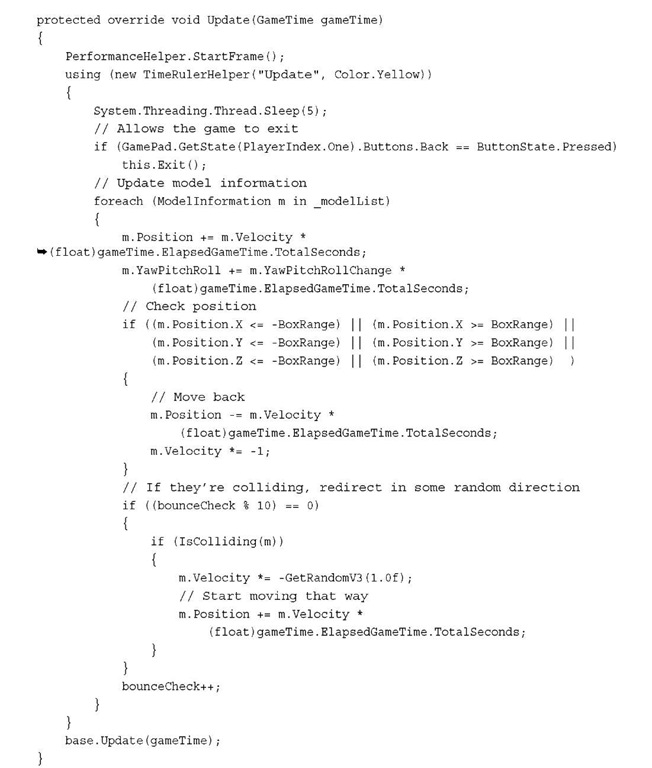 protected override void Update(GameTime gameTime)
{
    PerformanceHelper.StartFrame();
    using (new TimeRulerHelper("Update", Color.Yellow))
    {
        System.Threading.Thread.Sleep(5);
        // Allows the game to exit
        if (GamePad.GetState(PlayerIndex.One).Buttons.Back == ButtonState.Pressed)
            this.Exit();
        // Update model information
        foreach (ModelInformation m in _modelList)
        {
            m.Position += m.Velocity *
➥(float)gameTime.ElapsedGameTime.TotalSeconds;
            m.YawPitchRoll += m.YawPitchRollChange *
                (float)gameTime.ElapsedGameTime.TotalSeconds;
            // Check position
            if ((m.Position.X <= -BoxRange) || (m.Position.X >= BoxRange) ||
                (m.Position.Y <= -BoxRange) || (m.Position.Y >= BoxRange) ||
                (m.Position.Z <= -BoxRange) || (m.Position.Z >= BoxRange)  )
            {
                // Move back
                m.Position -= m.Velocity *
                    (float)gameTime.ElapsedGameTime.TotalSeconds;
                m.Velocity *= -1;
            }
            // If they’re colliding, redirect in some random direction
            if ((bounceCheck % 10) == 0)
            {
                if (IsColliding(m))
                {
                    m.Velocity *= -GetRandomV3(1.0f);
                    // Start moving that way
                    m.Position += m.Velocity *
                        (float)gameTime.ElapsedGameTime.TotalSeconds;
                }
            }
            bounceCheck++;
        }
    }
    base.Update(gameTime);
}